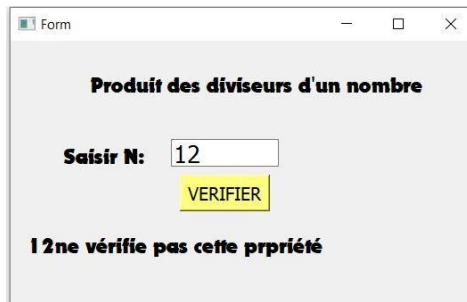 Form
Produit des diviseurs d'un nombre
Saisir N: 12
VERIFIER
12ne vérifie pas cette prpriété